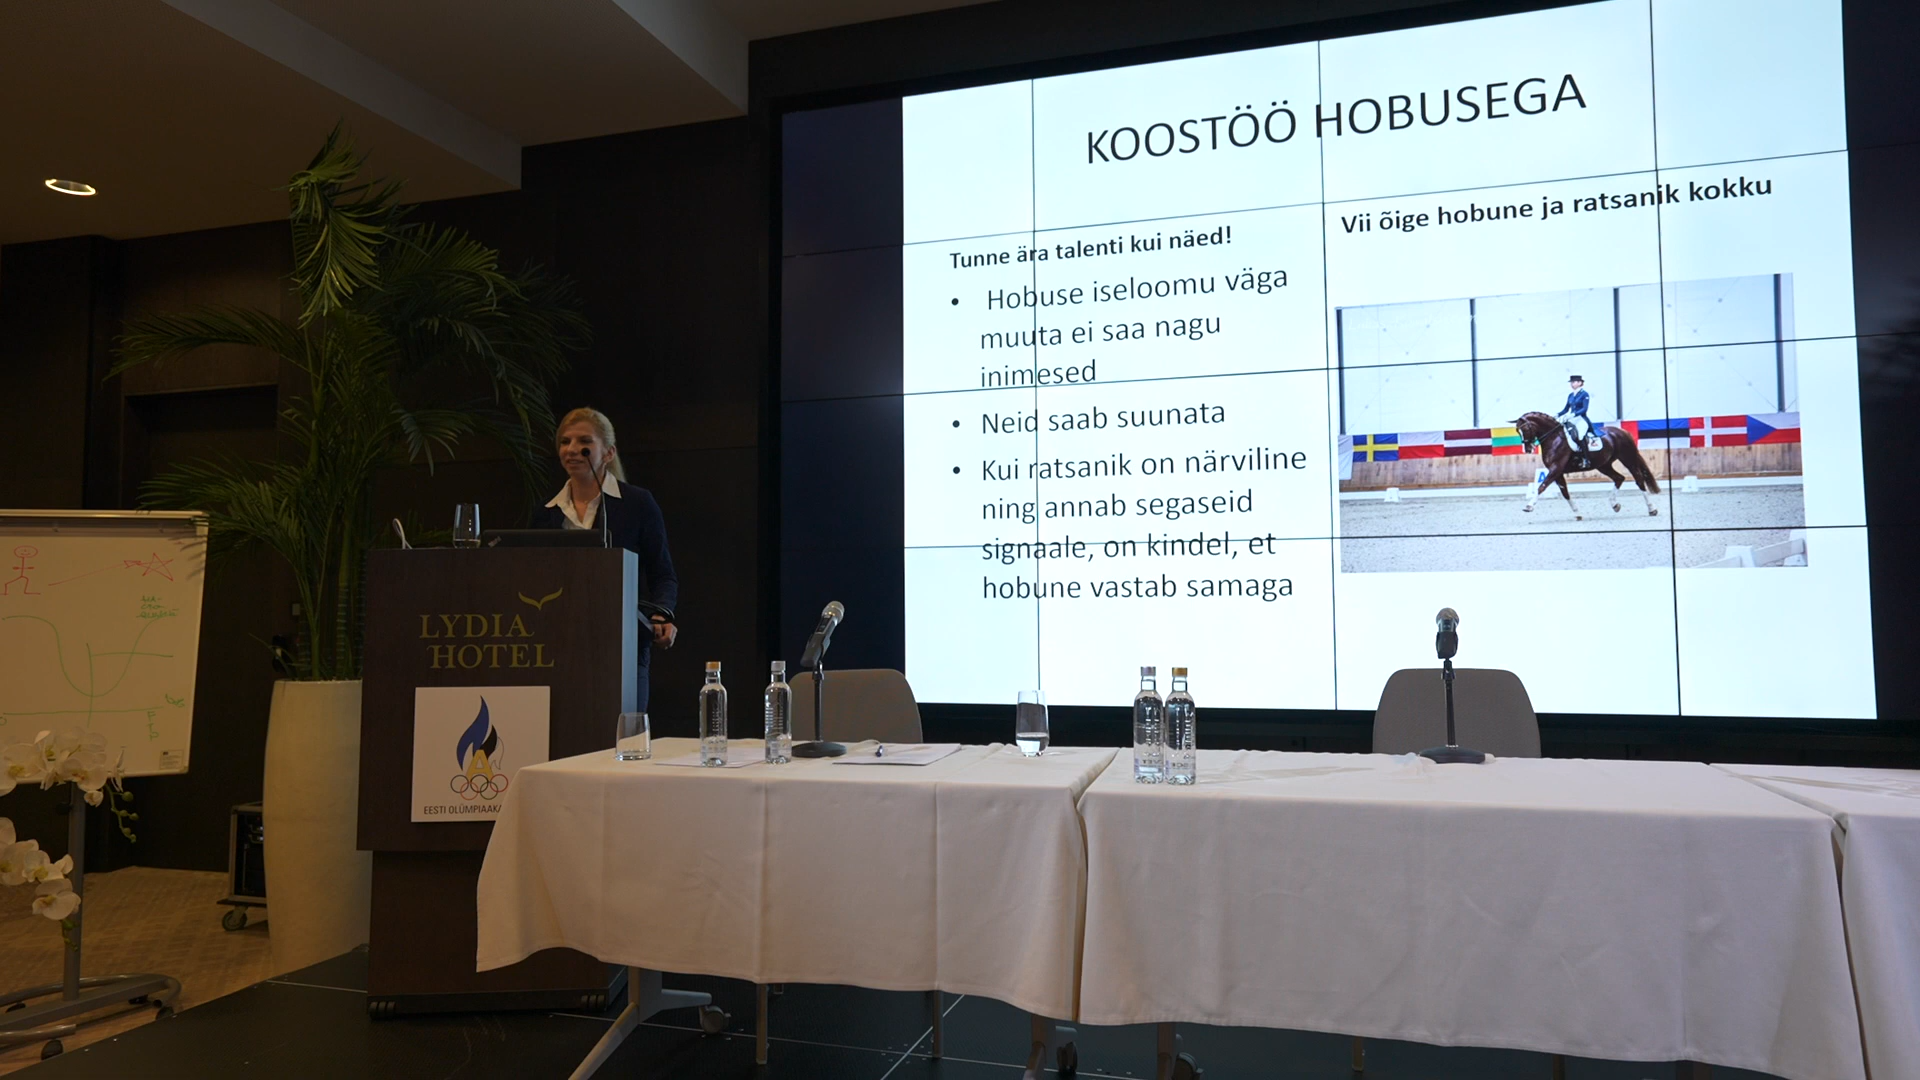 KOOSTÖÖ HOBUSEGA
Tunne ära talenti kui näed!
• Hobuse iseloomu väga
muuta ei saa nagu
inimesed
• Neid saab suunata
• Kui ratsanik on närviline
ning annab segaseid
signaale, on kindel, et
hobune vastab samaga
Vii õige hobune ja ratsanik kokku
LYDIA
HOTEL
EESTI OLÜMPIAAKA